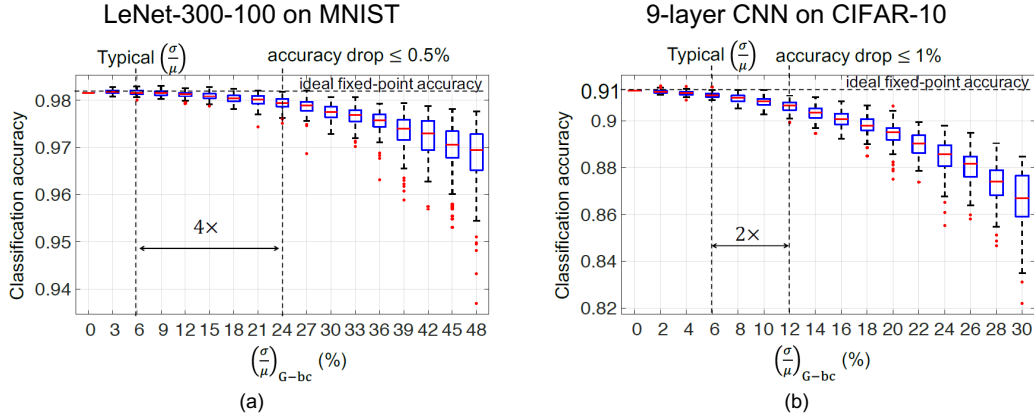 LeNet-300-100 on MNIST
Typical (σ/μ) accuracy drop ≤ 0.5%
ideal fixed-point accuracy
Classification accuracy
0.98
0.97
0.96
0.95
0.94
4×
0 3 6 9 12 15 18 21 24 27 30 33 36 39 42 45 48
(σ/μ)G−bc (%)
(a)
9-layer CNN on CIFAR-10
Typical (σ/μ) accuracy drop ≤ 1%
ideal fixed-point accuracy
Classification accuracy
0.91
0.9
0.88
0.86
0.84
0.82
2×
0 2 4 6 8 10 12 14 16 18 20 22 24 26 28 30
(σ/μ)G−bc (%)
(b)